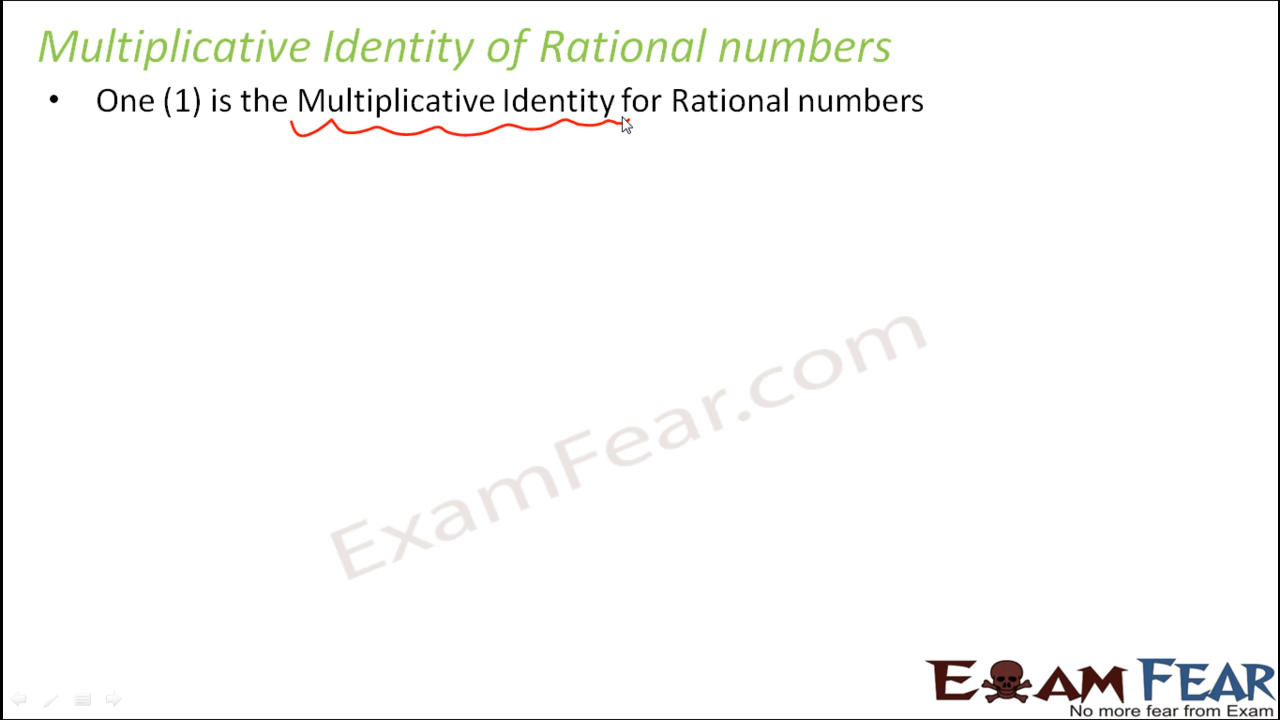 Multiplicative Identity of Rational numbers
• One (1) is the Multiplicative Identity for Rational numbers
ExamFear.com
EXAM FEAR
No more fear from Exam